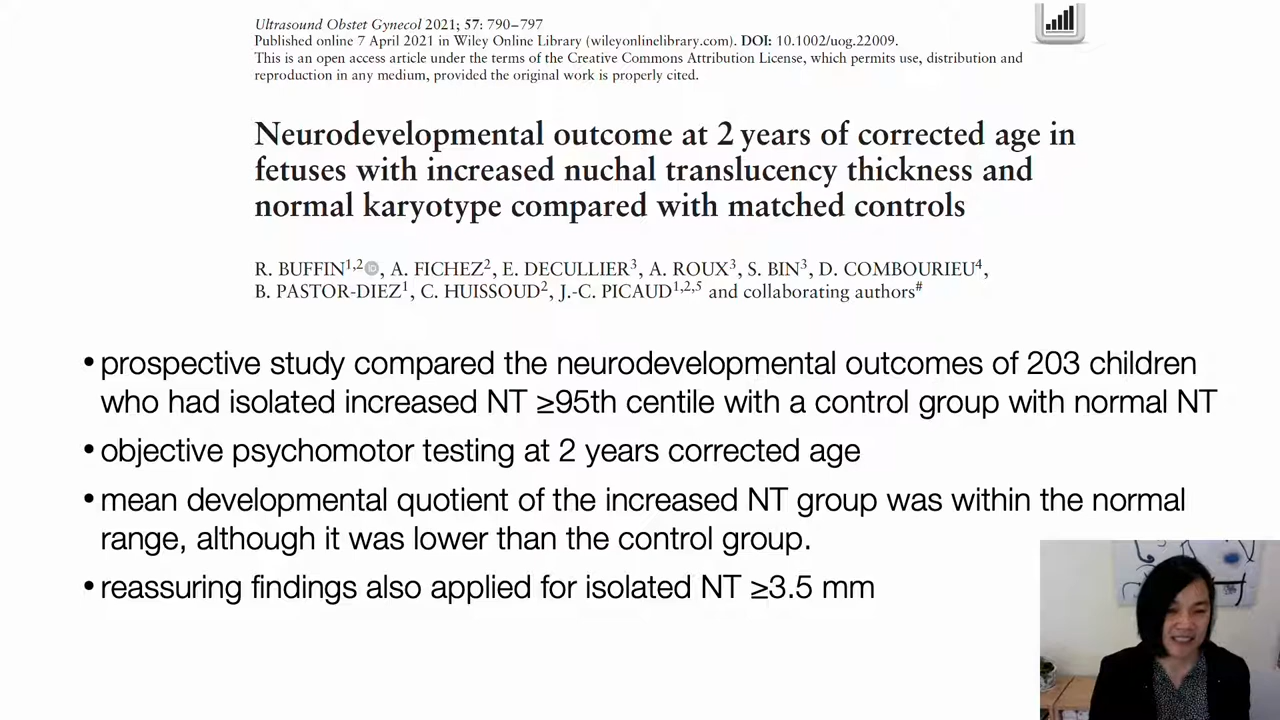 Ultrasound Obstet Gynecol 2021; 57: 790–797
Published online 7 April 2021 in Wiley Online Library (wileyonlinelibrary.com). DOI: 10.1002/uog.22009.
This is an open access article under the terms of the Creative Commons Attribution License, which permits use, distribution and
reproduction in any medium, provided the original work is properly cited.
Neurodevelopmental outcome at 2 years of corrected age in
fetuses with increased nuchal translucency thickness and
normal karyotype compared with matched controls
R. BUFFIN1,2 iD, A. FICHEZ2, E. DECULLIER3, A. ROUX3, S. BIN3, D. COMBOURIEU4,
B. PASTOR-DIEZ1, C. HUISSOUD2, J.-C. PICAUD1,2,5 and collaborating authors#
• prospective study compared the neurodevelopmental outcomes of 203 children
who had isolated increased NT ≥95th centile with a control group with normal NT
• objective psychomotor testing at 2 years corrected age
• mean developmental quotient of the increased NT group was within the normal
range, although it was lower than the control group.
• reassuring findings also applied for isolated NT ≥3.5 mm